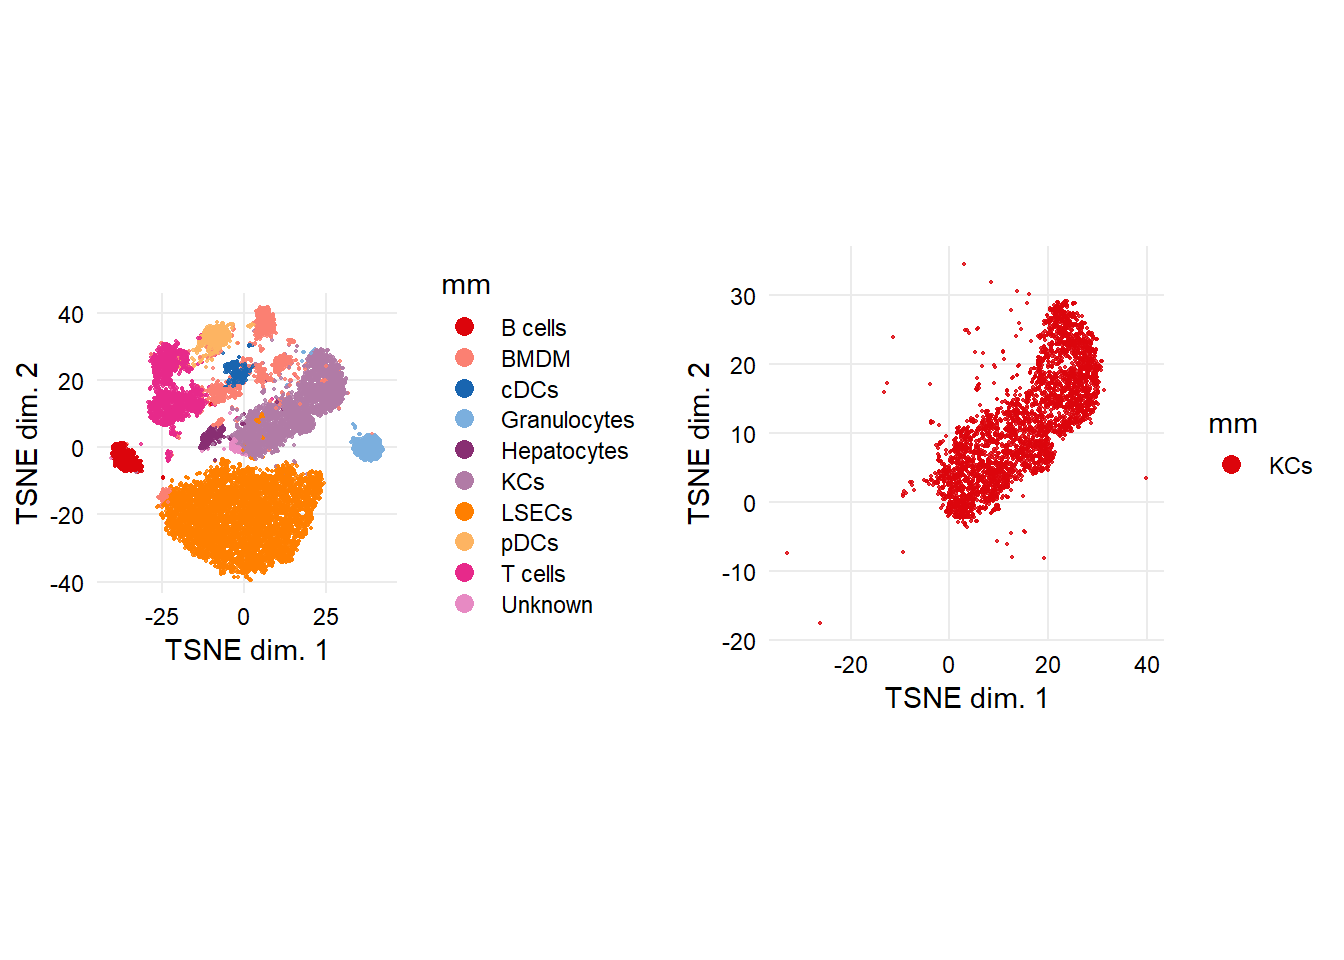 mm
B cells
BMDM
cDCs
Granulocytes
Hepatocytes
KCs
LSECs
pDCs
T cells
Unknown
TSNE dim. 2
40
20
0
-20
-40
-25 0 25
TSNE dim. 1
TSNE dim. 2
30
20
10
0
-10
-20
-20 0 20 40
TSNE dim. 1
mm
KCs